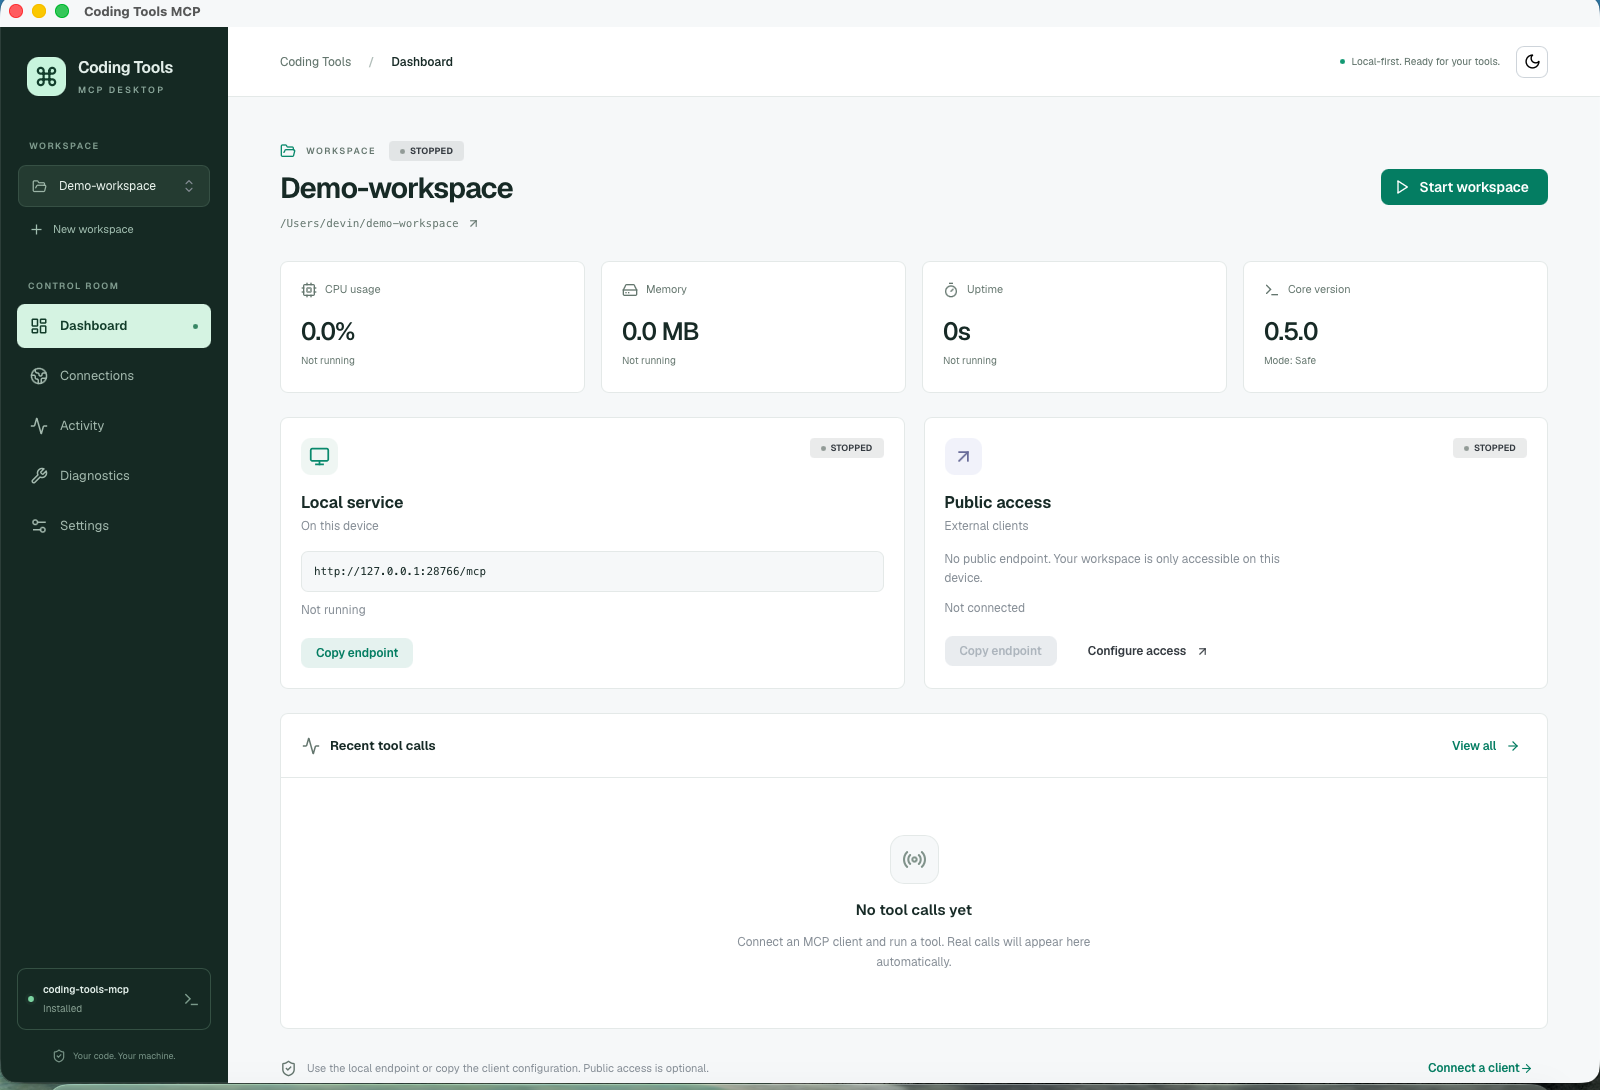 Coding Tools MCP
Coding Tools
MCP DESKTOP
WORKSPACE
Demo-workspace
New workspace
CONTROL ROOM
Dashboard
Connections
Activity
Diagnostics
Settings
coding-tools-mcp
Installed
Your code. Your machine.
Coding Tools / Dashboard
Local-first. Ready for your tools.
WORKSPACE STOPPED
Demo-workspace
/Users/devin/demo-workspace
Start workspace
CPU usage
0.0%
Not running
Memory
0.0 MB
Not running
Uptime
0s
Not running
Core version
0.5.0
Mode: Safe
STOPPED
Local service
On this device
http://127.0.0.1:28766/mcp
Not running
Copy endpoint
STOPPED
Public access
External clients
No public endpoint. Your workspace is only accessible on this
device.
Not connected
Copy endpoint
Configure access
Recent tool calls
View all
No tool calls yet
Connect an MCP client and run a tool. Real calls will appear here
automatically.
Use the local endpoint or copy the client configuration. Public access is optional.
Connect a client